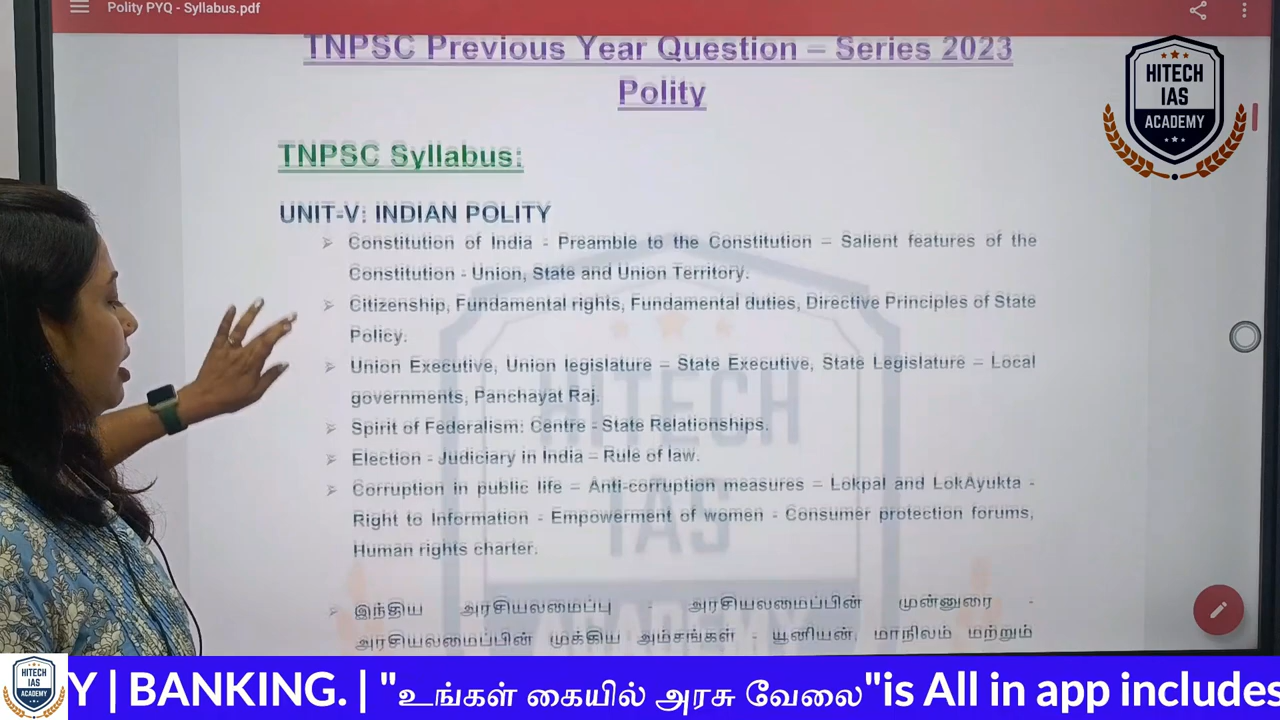 Polity PYQ - Syllabus.pdf
TNPSC Previous Year Question – Series 2023
Polity
HITECH
IAS
ACADEMY
TNPSC Syllabus:
UNIT-V: INDIAN POLITY
Constitution of India - Preamble to the Constitution – Salient features of the
Constitution - Union, State and Union Territory.
Citizenship, Fundamental rights, Fundamental duties, Directive Principles of State
Policy.
Union Executive, Union legislature – State Executive, State Legislature – Local
governments, Panchayat Raj.
Spirit of Federalism: Centre - State Relationships.
Election - Judiciary in India – Rule of law.
Corruption in public life – Anti-corruption measures – Lokpal and LokAyukta -
Right to Information - Empowerment of women - Consumer protection forums,
Human rights charter.
இந்திய அரசியலமைப்பு - அரசியலமைப்பின் முன்னுரை -
அரசியலமைப்பின் முக்கிய அம்சங்கள் - யூனியன், மாநிலம் மற்றும்
HITECH
IAS
ACADEMY
HITECH
IAS
ACADEMY
Y | BANKING. | "உங்கள் கையில் அரசு வேலை"is All in app includes